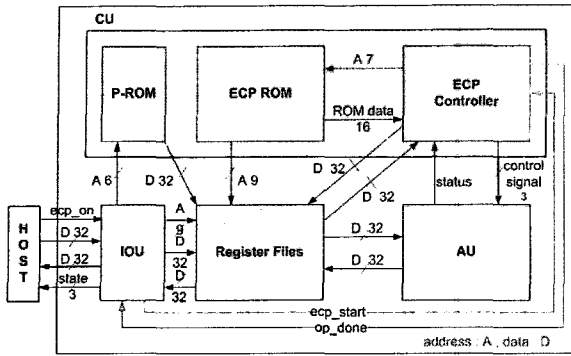 CU
P-ROM
ECP ROM
A 7
ROM data
16
ECP
Controller
A 6
D 32
A 9
D 32
D 32
status
control
signal
3
HOST
ecp_on
D 32
D 32
state
3
IOU
A
g
D
32
D
32
Register Files
D 32
D 32
AU
ecp_start
op_done
address : A , data : D